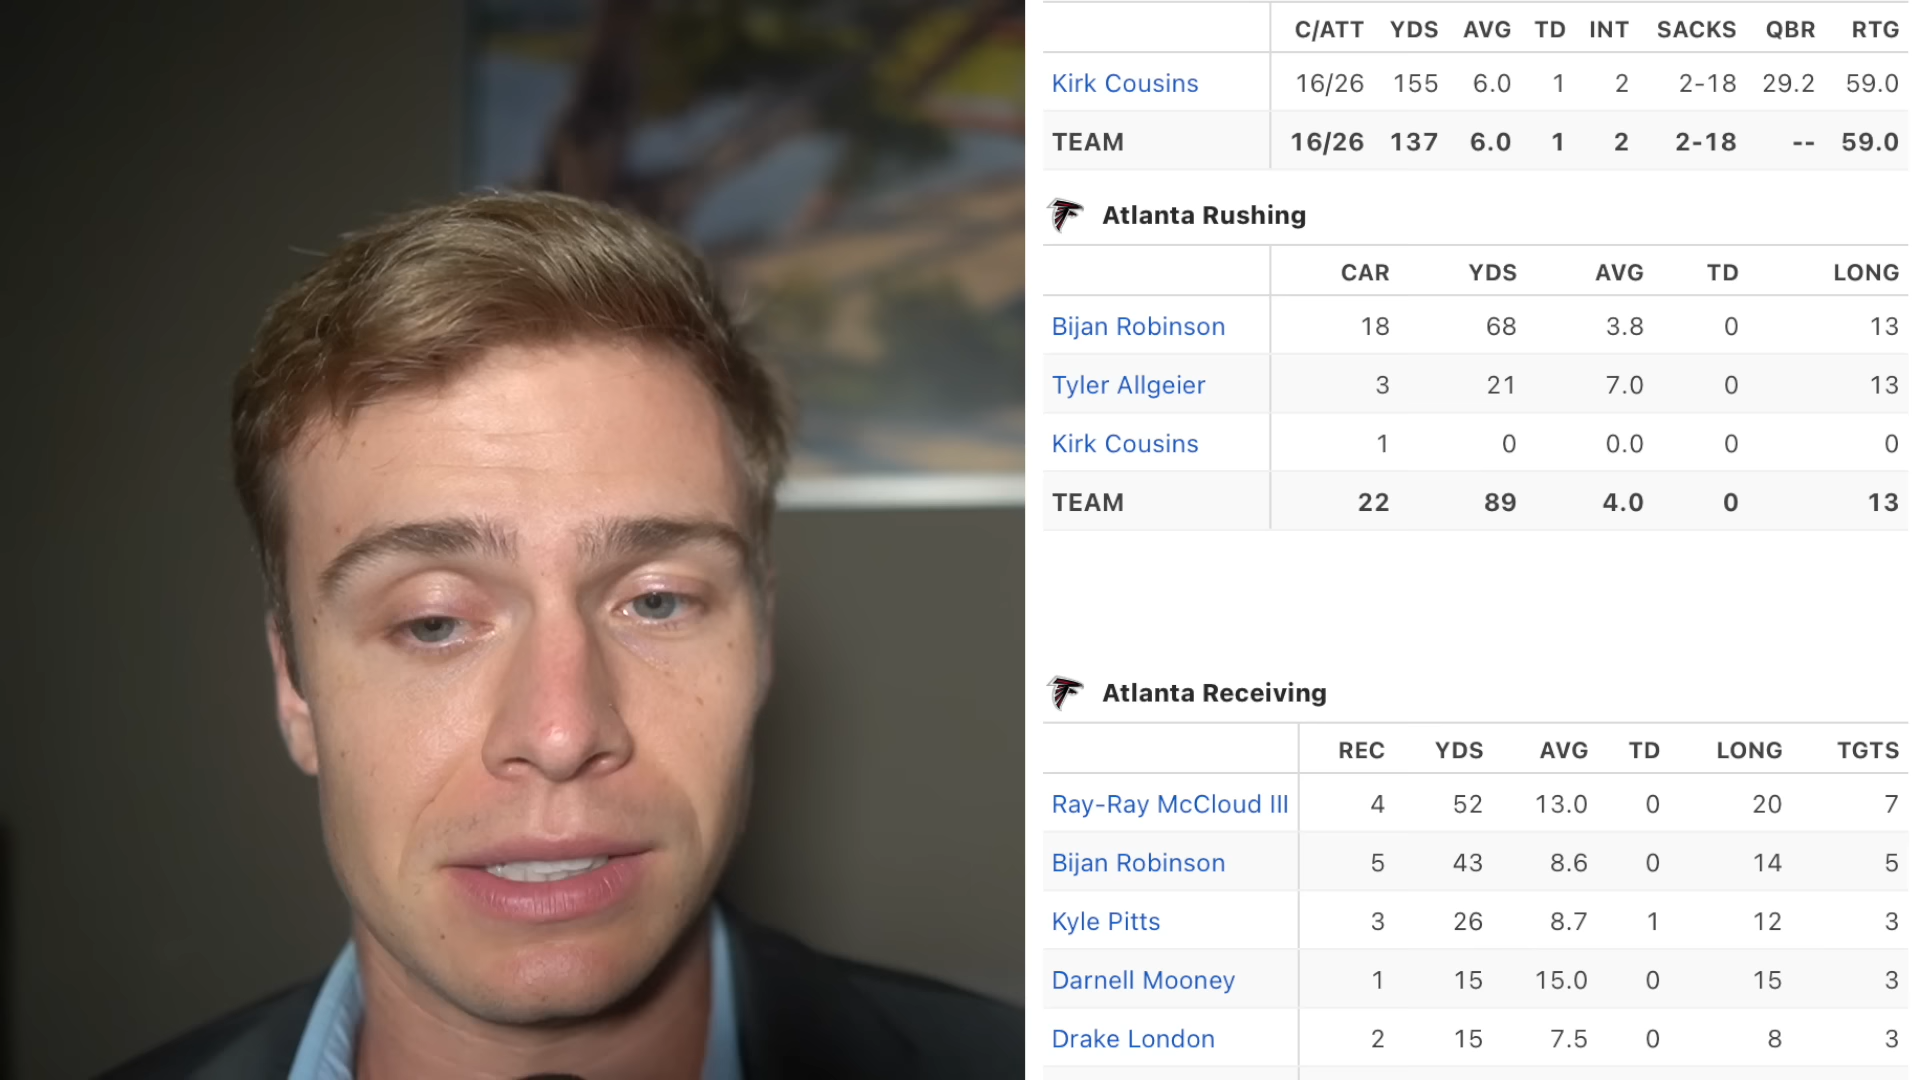 C/ATT YDS AVG TD INT SACKS QBR RTG
Kirk Cousins 16/26 155 6.0 1 2 2-18 29.2 59.0
TEAM 16/26 137 6.0 1 2 2-18 -- 59.0
Atlanta Rushing
CAR YDS AVG TD LONG
Bijan Robinson 18 68 3.8 0 13
Tyler Allgeier 3 21 7.0 0 13
Kirk Cousins 1 0 0.0 0 0
TEAM 22 89 4.0 0 13
Atlanta Receiving
REC YDS AVG TD LONG TGTS
Ray-Ray McCloud III 4 52 13.0 0 20 7
Bijan Robinson 5 43 8.6 0 14 5
Kyle Pitts 3 26 8.7 1 12 3
Darnell Mooney 1 15 15.0 0 15 3
Drake London 2 15 7.5 0 8 3